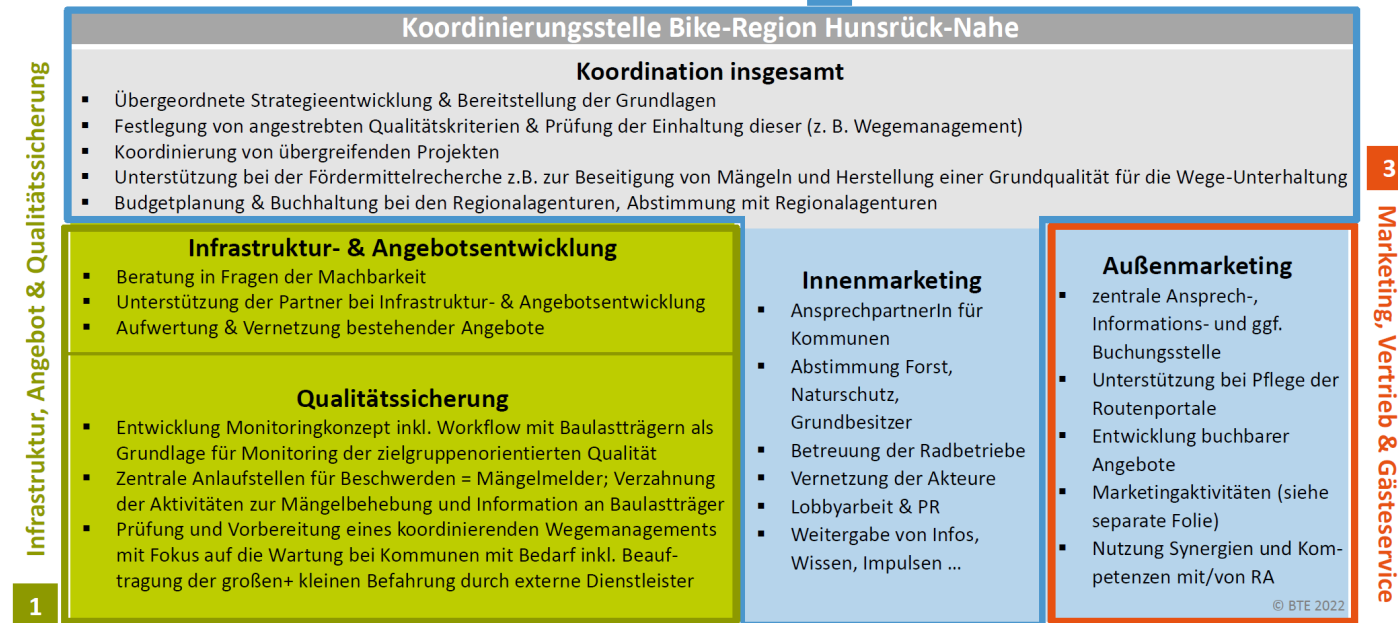 Koordinierungsstelle Bike-Region Hunsrück-Nahe
Koordination insgesamt
▪ Übergeordnete Strategieentwicklung & Bereitstellung der Grundlagen
▪ Festlegung von angestrebten Qualitätskriterien & Prüfung der Einhaltung dieser (z. B. Wegemanagement)
▪ Koordinierung von übergreifenden Projekten
▪ Unterstützung bei der Fördermittelrecherche z.B. zur Beseitigung von Mängeln und Herstellung einer Grundqualität für die Wege-Unterhaltung
▪ Budgetplanung & Buchhaltung bei den Regionalagenturen, Abstimmung mit Regionalagenturen
Infrastruktur, Angebot & Qualitätssicherung
1
Infrastruktur- & Angebotsentwicklung
▪ Beratung in Fragen der Machbarkeit
▪ Unterstützung der Partner bei Infrastruktur- & Angebotsentwicklung
▪ Aufwertung & Vernetzung bestehender Angebote
Qualitätssicherung
▪ Entwicklung Monitoringkonzept inkl. Workflow mit Baulastträgern als
Grundlage für Monitoring der zielgruppenorientierten Qualität
▪ Zentrale Anlaufstellen für Beschwerden = Mängelmelder; Verzahnung
der Aktivitäten zur Mängelbehebung und Information an Baulastträger
▪ Prüfung und Vorbereitung eines koordinierenden Wegemanagements
mit Fokus auf die Wartung bei Kommunen mit Bedarf inkl. Beauf-
tragung der großen+ kleinen Befahrung durch externe Dienstleister
Innenmarketing
▪ AnsprechpartnerIn für
Kommunen
▪ Abstimmung Forst,
Naturschutz,
Grundbesitzer
▪ Betreuung der Radbetriebe
▪ Vernetzung der Akteure
▪ Lobbyarbeit & PR
▪ Weitergabe von Infos,
Wissen, Impulsen …
Außenmarketing
▪ zentrale Ansprech-,
Informations- und ggf.
Buchungsstelle
▪ Unterstützung bei Pflege der
Routenportale
▪ Entwicklung buchbarer
Angebote
▪ Marketingaktivitäten (siehe
separate Folie)
▪ Nutzung Synergien und Kom-
petenzen mit/von RA
© BTE 2022
3
Marketing, Vertrieb & Gästeservice